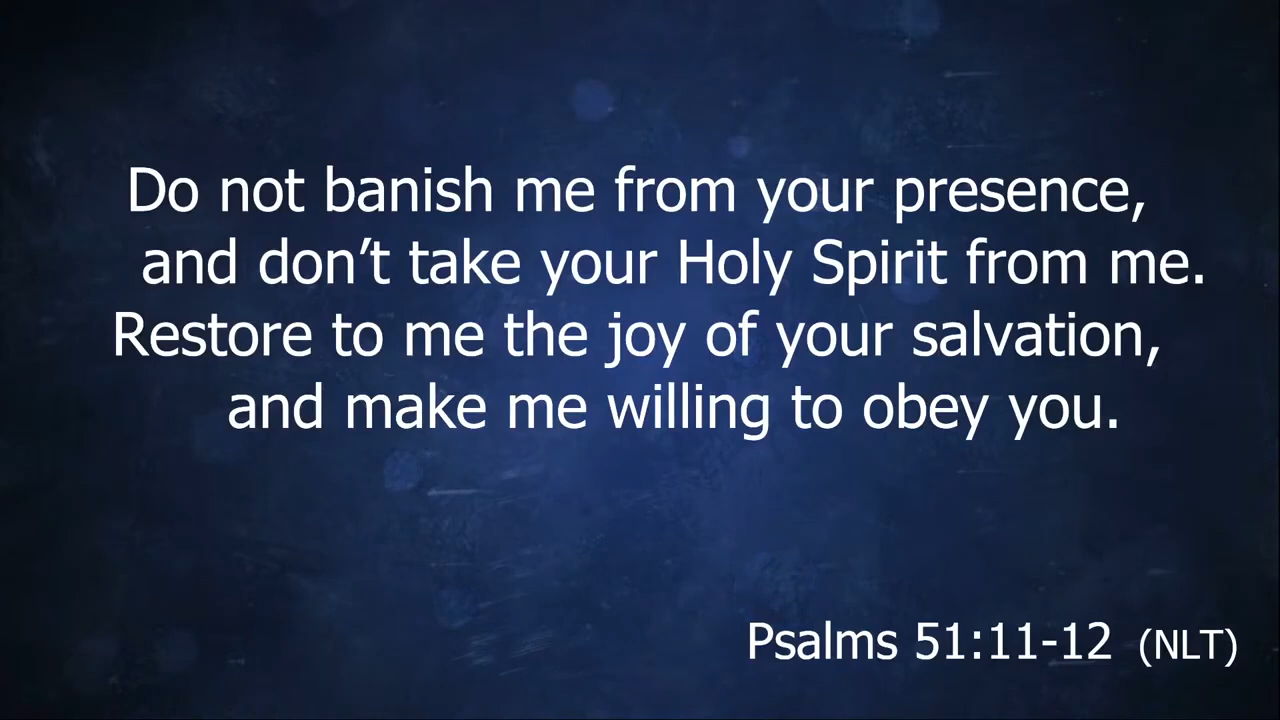 Do not banish me from your presence,
and don’t take your Holy Spirit from me.
Restore to me the joy of your salvation,
and make me willing to obey you.
Psalms 51:11-12 (NLT)